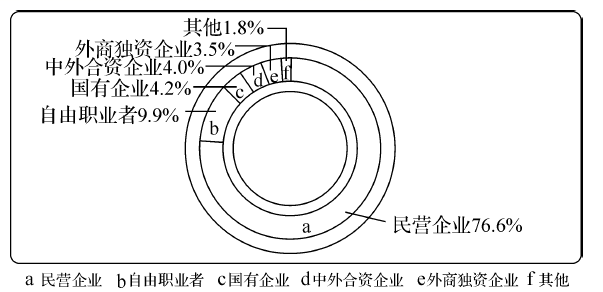 其他1.8%
外商独资企业3.5%
中外合资企业4.0%
国有企业4.2%
自由职业者9.9%
f
e
d
c
b
a
民营企业76.6%
a 民营企业 b自由职业者 c国有企业 d中外合资企业 e外商独资企业 f其他